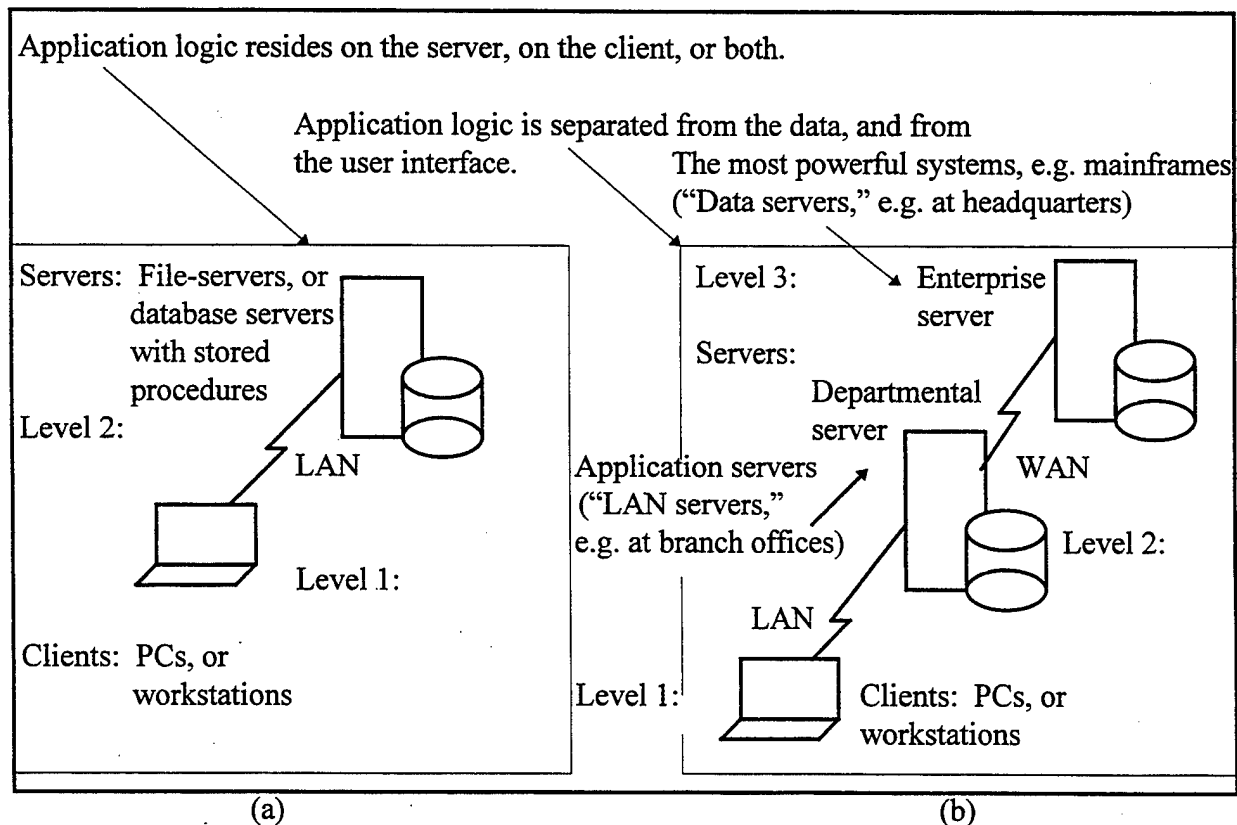 Application logic resides on the server, on the client, or both.
Application logic is separated from the data, and from
the user interface.
The most powerful systems, e.g. mainframes
(“Data servers,” e.g. at headquarters)
Servers: File-servers, or
database servers
with stored
procedures
Level 2:
LAN
Level 1:
Clients: PCs, or
workstations
(a)
Level 3:
Enterprise
server
Servers:
Departmental
server
WAN
Application servers
(“LAN servers,”
e.g. at branch offices)
Level 2:
LAN
Level 1:
Clients: PCs, or
workstations
(b)